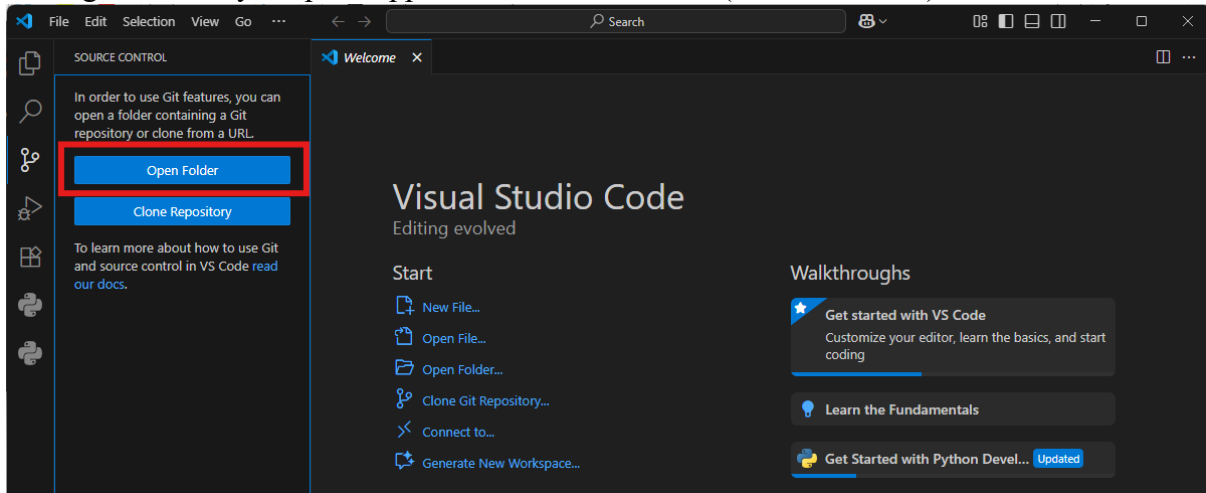 File Edit Selection View Go ···
Search
SOURCE CONTROL
Welcome
In order to use Git features, you can
open a folder containing a Git
repository or clone from a URL.
Open Folder
Clone Repository
To learn more about how to use Git
and source control in VS Code read
our docs.
Visual Studio Code
Editing evolved
Start
New File...
Open File...
Open Folder...
Clone Git Repository...
Connect to...
Generate New Workspace...
Walkthroughs
Get started with VS Code
Customize your editor, learn the basics, and start
coding
Learn the Fundamentals
Get Started with Python Devel... Updated